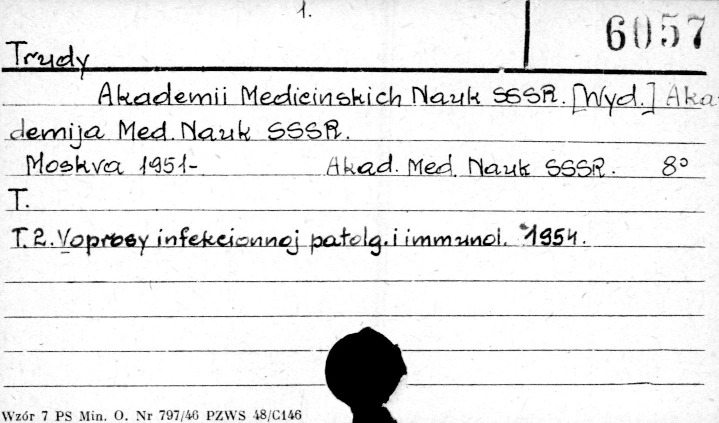 1.
6057
Trudy
Akademii Medicinskich Nauk SSSR. [Wyd.] Aka-
demija Med. Nauk SSSR.
Moskva 1951- Akad. Med. Nauk SSSR. 8°
T.
T. 2. Voprosy infekcionnoj patolg. i immunol. 1954.
Wzór 7 PS Min. O. Nr 797/46 PZWS 48/C146